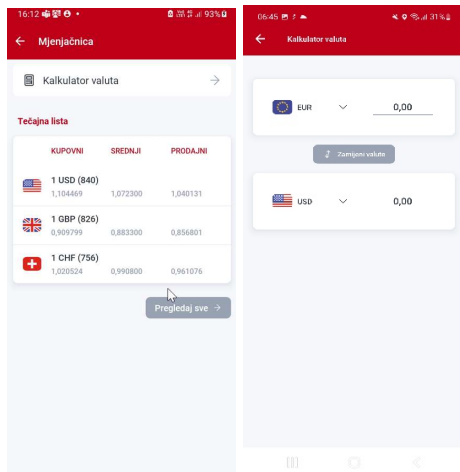 16:12
93%
Mjenjačnica
Kalkulator valuta
Tečajna lista
KUPOVNI SREDNJI PRODAJNI
1 USD (840)
1,104469 1,072300 1,040131
1 GBP (826)
0,909799 0,883300 0,856801
1 CHF (756)
1,020524 0,990800 0,961076
Pregledaj sve
06:45
31%
Kalkulator valuta
EUR 0,00
Zamijeni valute
USD 0,00